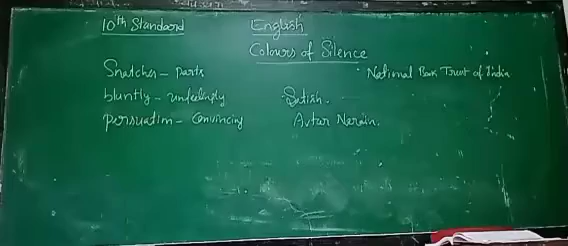 10th Standard
English
Colours of Silence
Snatches - parts
National Book Trust of India
bluntly - unfeelingly
Satish.
persuation - Convincing
Avtar Narain.